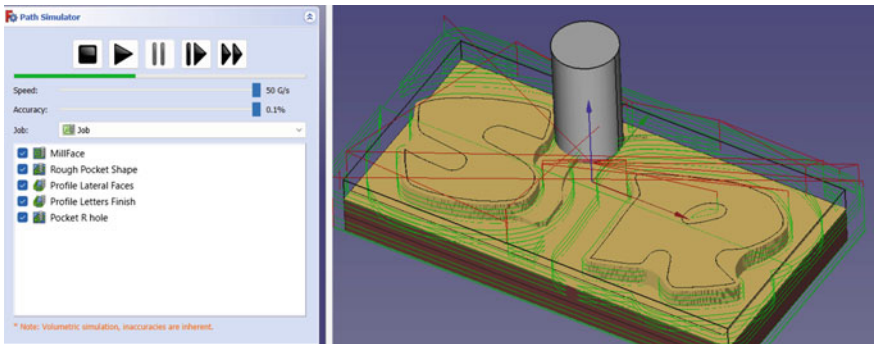 Path Simulator
Speed:
50 G/s
Accuracy:
0.1%
Job:
Job
MillFace
Rough Pocket Shape
Profile Lateral Faces
Profile Letters Finish
Pocket R hole
* Note: Volumetric simulation, inaccuracies are inherent.